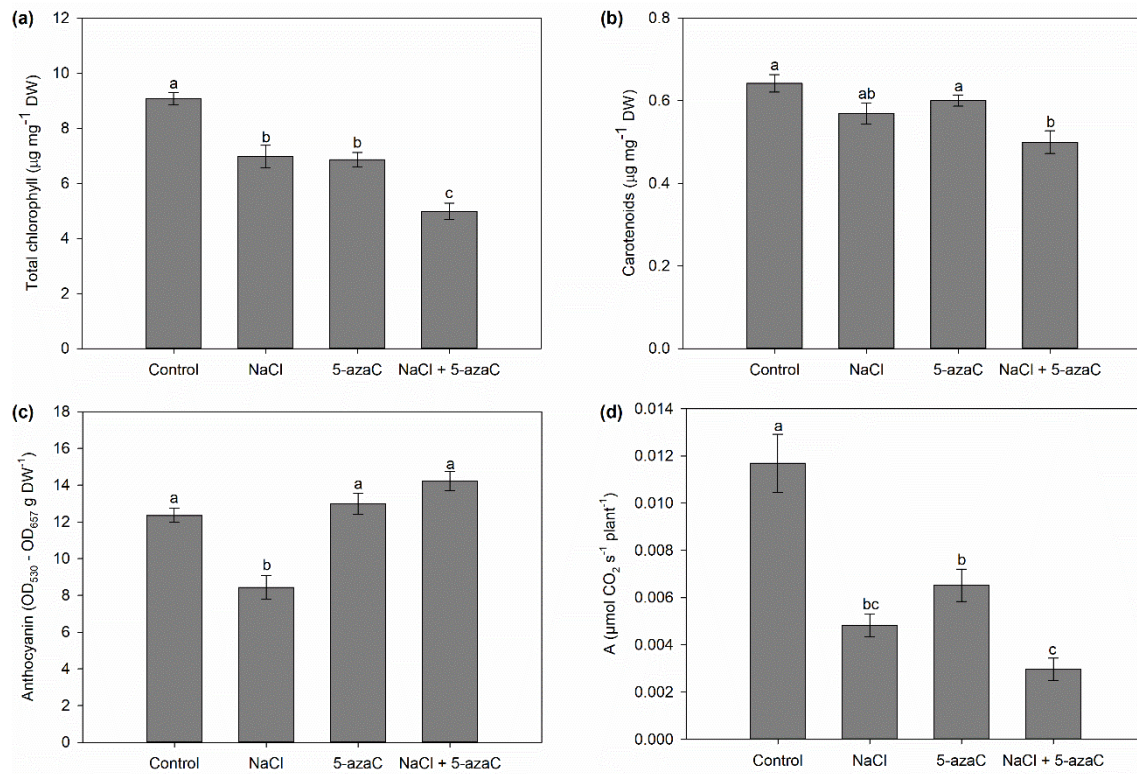 (a)
12
10
8
6
4
2
0
Total chlorophyll (µg mg⁻¹ DW)
a
b
b
c
Control NaCl 5-azaC NaCl + 5-azaC
(b)
0.8
0.6
0.4
0.2
0.0
Carotenoids (µg mg⁻¹ DW)
a
ab
a
b
Control NaCl 5-azaC NaCl + 5-azaC
(c)
18
16
14
12
10
8
6
4
2
0
Anthocyanin (OD₅₃₀ - OD₆₅₇ g DW⁻¹)
a
b
a
a
Control NaCl 5-azaC NaCl + 5-azaC
(d)
0.014
0.012
0.010
0.008
0.006
0.004
0.002
0.000
A (µmol CO₂ s⁻¹ plant⁻¹)
a
bc
b
c
Control NaCl 5-azaC NaCl + 5-azaC